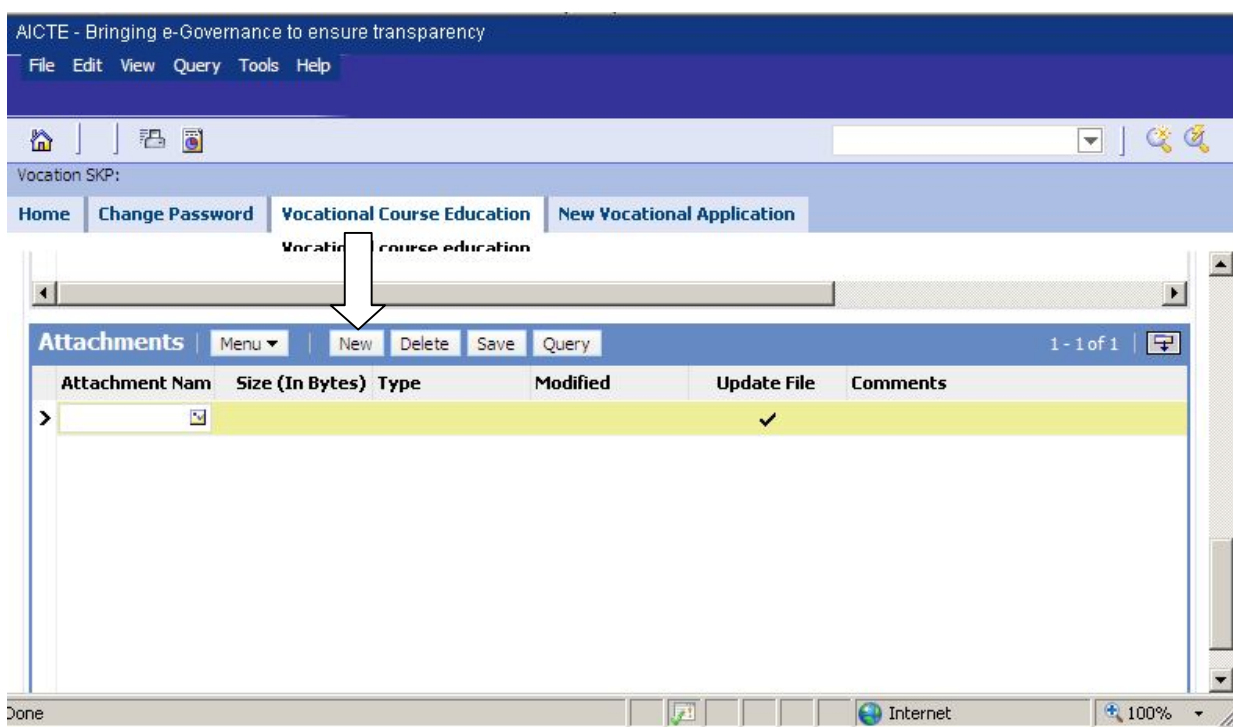 AICTE - Bringing e-Governance to ensure transparency
File Edit View Query Tools Help
Vocation SKP:
Home Change Password Vocational Course Education New Vocational Application
course education
Attachments Menu New Delete Save Query 1 - 1 of 1
Attachment Nam Size (In Bytes) Type Modified Update File Comments
Done Internet 100%